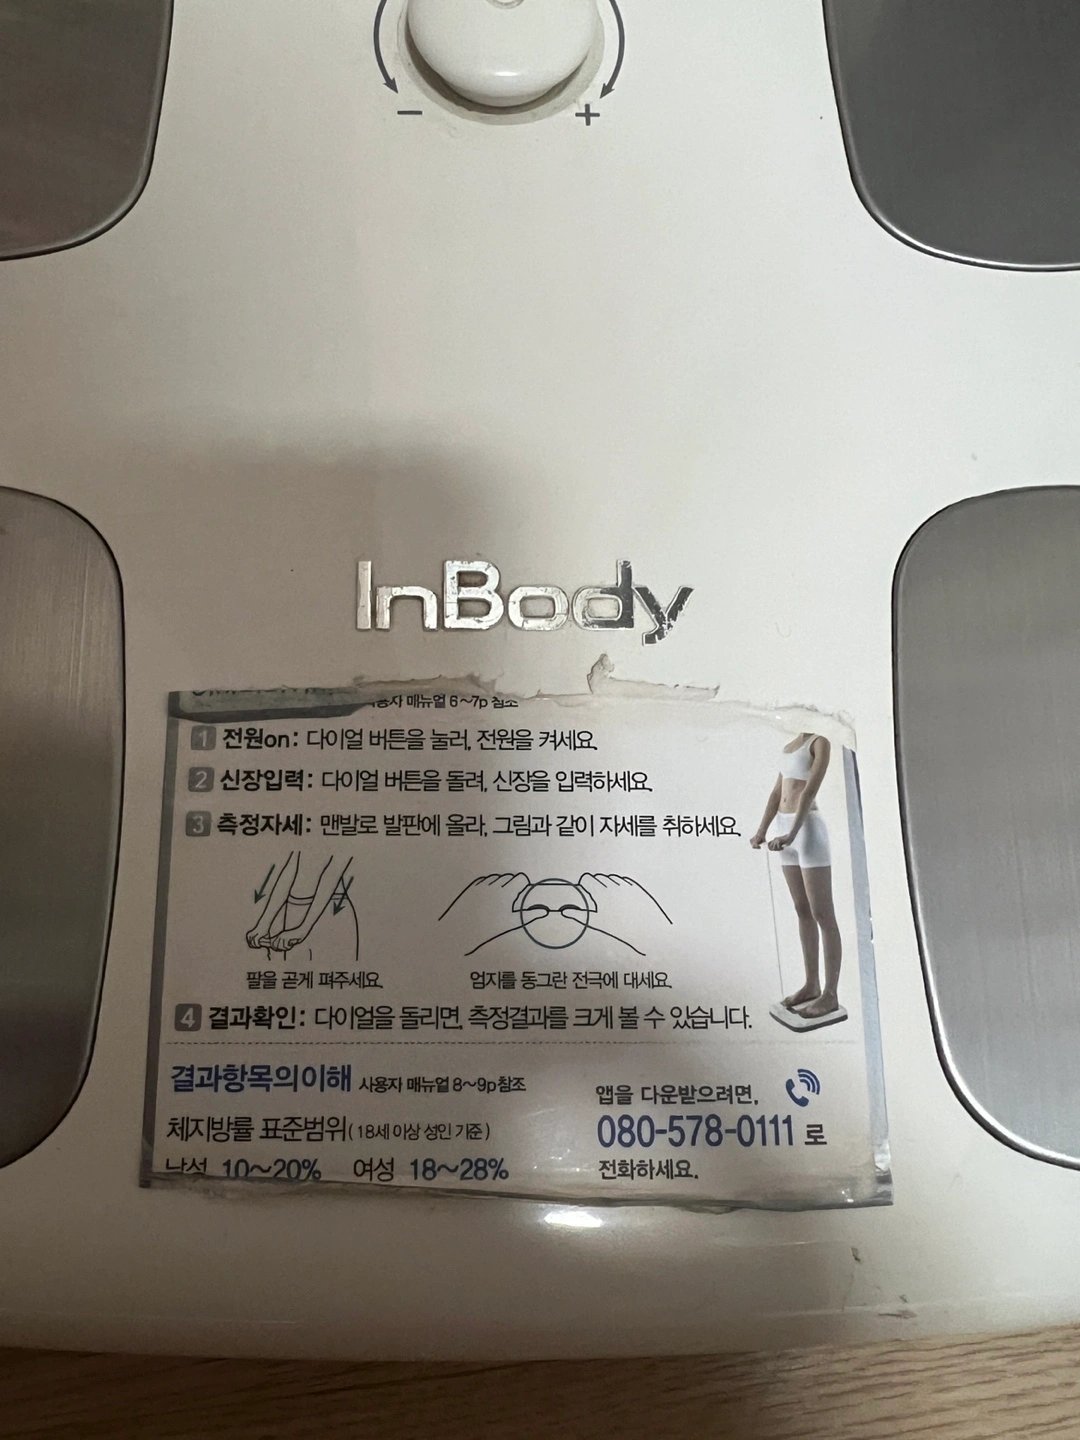 − +
InBody
사용자 매뉴얼 6~7p 참조
1 전원on: 다이얼 버튼을 눌러, 전원을 켜세요.
2 신장입력: 다이얼 버튼을 돌려, 신장을 입력하세요.
3 측정자세: 맨발로 발판에 올라, 그림과 같이 자세를 취하세요.
팔을 곧게 펴주세요.
엄지를 동그란 전극에 대세요.
4 결과확인: 다이얼을 돌리면, 측정결과를 크게 볼 수 있습니다.
결과항목의이해 사용자 매뉴얼 8~9p참조
체지방률 표준범위( 18세 이상 성인 기준 )
남성 10~20% 여성 18~28%
앱을 다운받으려면,
080-578-0111 로
전화하세요.